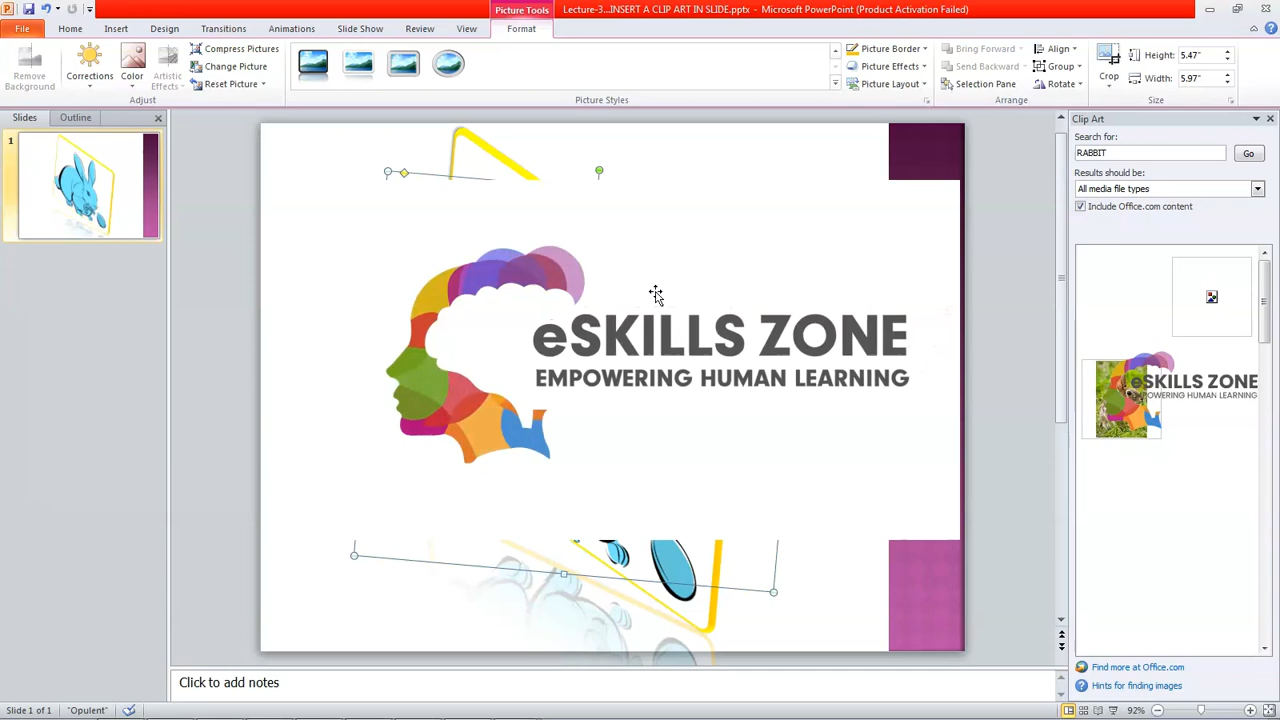 Picture Tools
Lecture-3...INSERT A CLIP ART IN SLIDE.pptx - Microsoft PowerPoint (Product Activation Failed)
File Home Insert Design Transitions Animations Slide Show Review View Format
Remove Background
Corrections
Color
Artistic Effects
Compress Pictures
Change Picture
Reset Picture
Adjust
Picture Styles
Picture Border
Picture Effects
Picture Layout
Bring Forward
Send Backward
Selection Pane
Align
Group
Rotate
Arrange
Crop
Height: 5.47"
Width: 5.97"
Size
Slides Outline
1
eSKILLS ZONE
EMPOWERING HUMAN LEARNING
Clip Art
Search for:
RABBIT
Go
Results should be:
All media file types
Include Office.com content
eSKILLS ZONE
EMPOWERING HUMAN LEARNING
Find more at Office.com
Hints for finding images
Click to add notes
Slide 1 of 1 "Opulent" 92%